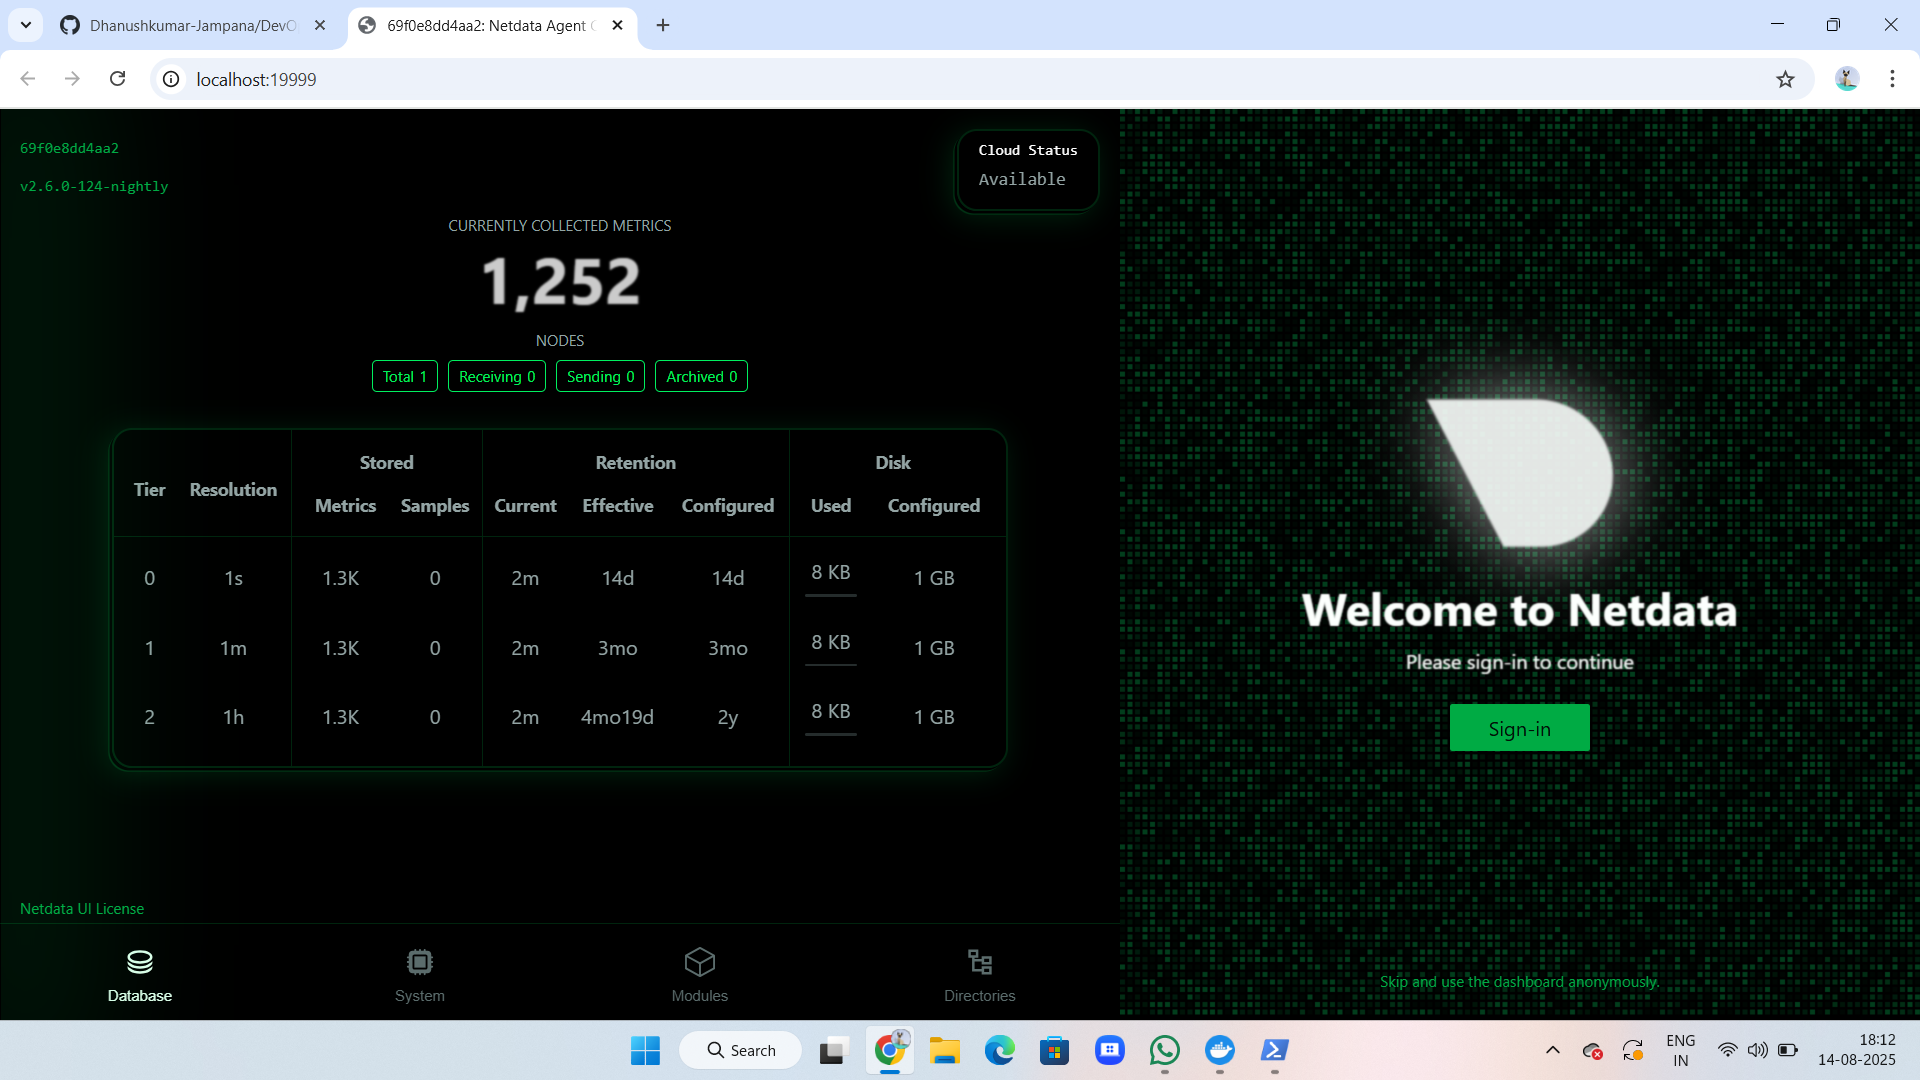 Dhanushkumar-Jampana/DevO
69f0e8dd4aa2: Netdata Agent
localhost:19999
69f0e8dd4aa2
v2.6.0-124-nightly
Cloud Status
Available
CURRENTLY COLLECTED METRICS
1,252
NODES
Total 1 Receiving 0 Sending 0 Archived 0
Stored Retention Disk
Tier Resolution
Metrics Samples Current Effective Configured Used Configured
0 1s 1.3K 0 2m 14d 14d 8 KB 1 GB
1 1m 1.3K 0 2m 3mo 3mo 8 KB 1 GB
2 1h 1.3K 0 2m 4mo19d 2y 8 KB 1 GB
Netdata UI License
Database System Modules Directories
Welcome to Netdata
Please sign-in to continue
Sign-in
Skip and use the dashboard anonymously.
Search
ENG
IN
18:12
14-08-2025